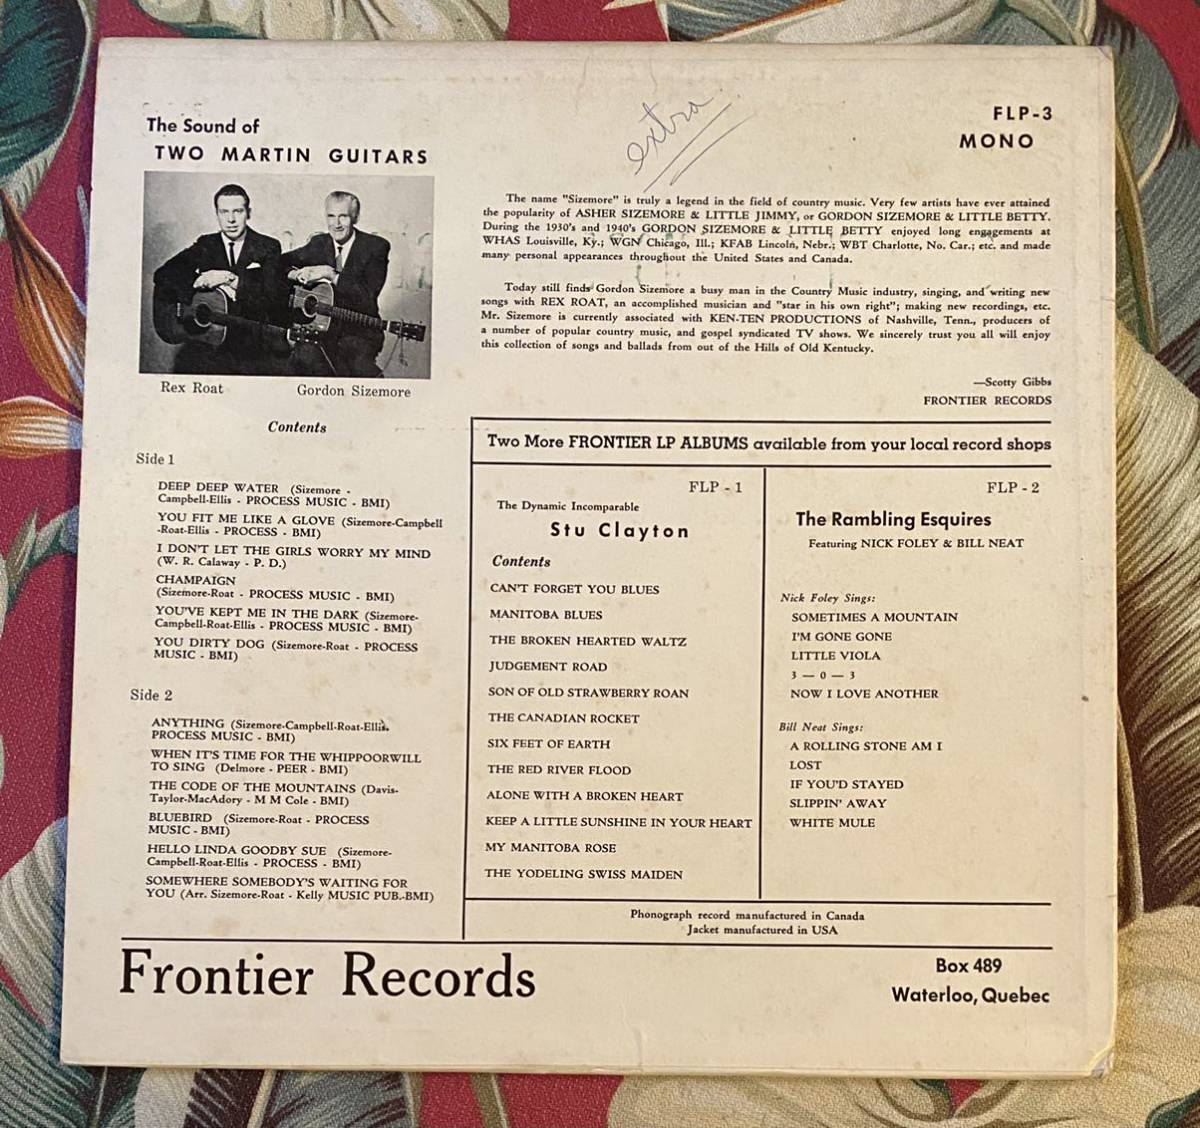 The Sound of
TWO MARTIN GUITARS
Rex Roat Gordon Sizemore
extra
FLP-3
MONO
The name "Sizemore" is truly a legend in the field of country music. Very few artists have ever attained
the popularity of ASHER SIZEMORE & LITTLE JIMMY, or GORDON SIZEMORE & LITTLE BETTY.
During the 1930's and 1940's GORDON SIZEMORE & LITTLE BETTY enjoyed long engagements at
WHAS Louisville, Ky.; WGN Chicago, Ill.; KFAB Lincoln, Nebr.; WBT Charlotte, No. Car.; etc. and made
many personal appearances throughout the United States and Canada.
Today still finds Gordon Sizemore a busy man in the Country Music industry, singing, and writing new
songs with REX ROAT, an accomplished musician and "star in his own right"; making new recordings, etc.
Mr. Sizemore is currently associated with KEN-TEN PRODUCTIONS of Nashville, Tenn., producers of
a number of popular country music, and gospel syndicated TV shows. We sincerely trust you all will enjoy
this collection of songs and ballads from out of the Hills of Old Kentucky.
—Scotty Gibbs
FRONTIER RECORDS
Contents
Side 1
DEEP DEEP WATER (Sizemore -
Campbell-Ellis - PROCESS MUSIC - BMI)
YOU FIT ME LIKE A GLOVE (Sizemore-Campbell
-Roat-Ellis - PROCESS - BMI)
I DON'T LET THE GIRLS WORRY MY MIND
(W. R. Calaway - P. D.)
CHAMPAIGN
(Sizemore-Roat - PROCESS MUSIC - BMI)
YOU'VE KEPT ME IN THE DARK (Sizemore-
Campbell-Roat-Ellis - PROCESS MUSIC - BMI)
YOU DIRTY DOG (Sizemore-Roat - PROCESS
MUSIC - BMI)
Side 2
ANYTHING (Sizemore-Campbell-Roat-Ellis.
PROCESS MUSIC - BMI)
WHEN IT'S TIME FOR THE WHIPPOORWILL
TO SING (Delmore - PEER - BMI)
THE CODE OF THE MOUNTAINS (Davis-
Taylor-MacAdory - M M Cole - BMI)
BLUEBIRD (Sizemore-Roat - PROCESS
MUSIC - BMI)
HELLO LINDA GOODBY SUE (Sizemore-
Campbell-Roat-Ellis - PROCESS - BMI)
SOMEWHERE SOMEBODY'S WAITING FOR
YOU (Arr. Sizemore-Roat - Kelly MUSIC PUB.-BMI)
Two More FRONTIER LP ALBUMS available from your local record shops
FLP - 1
The Dynamic Incomparable
Stu Clayton
Contents
CAN'T FORGET YOU BLUES
MANITOBA BLUES
THE BROKEN HEARTED WALTZ
JUDGEMENT ROAD
SON OF OLD STRAWBERRY ROAN
THE CANADIAN ROCKET
SIX FEET OF EARTH
THE RED RIVER FLOOD
ALONE WITH A BROKEN HEART
KEEP A LITTLE SUNSHINE IN YOUR HEART
MY MANITOBA ROSE
THE YODELING SWISS MAIDEN
FLP - 2
The Rambling Esquires
Featuring NICK FOLEY & BILL NEAT
Nick Foley Sings:
SOMETIMES A MOUNTAIN
I'M GONE GONE
LITTLE VIOLA
3 — 0 — 3
NOW I LOVE ANOTHER
Bill Neat Sings:
A ROLLING STONE AM I
LOST
IF YOU'D STAYED
SLIPPIN' AWAY
WHITE MULE
Phonograph record manufactured in Canada
Jacket manufactured in USA
Frontier Records
Box 489
Waterloo, Quebec